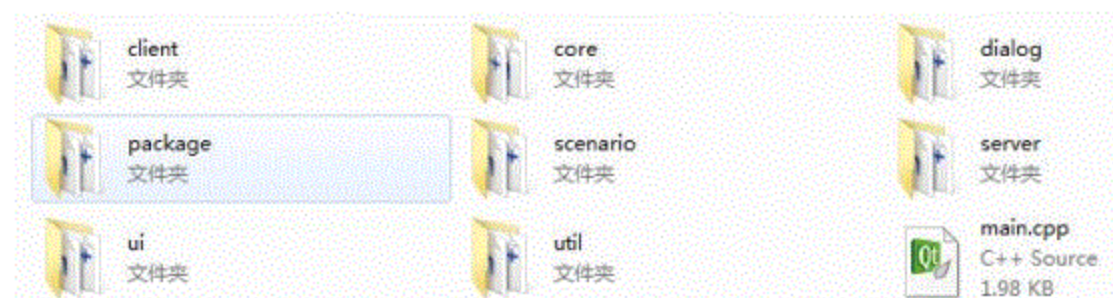 client
文件夹
core
文件夹
dialog
文件夹
package
文件夹
scenario
文件夹
server
文件夹
ui
文件夹
util
文件夹
main.cpp
C++ Source
1.98 KB